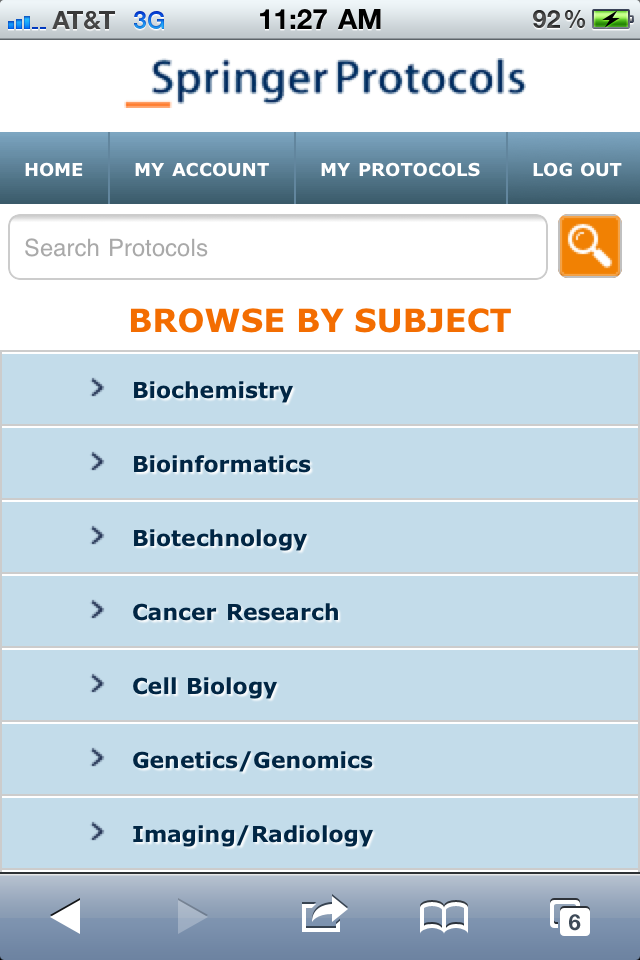 AT&T 3G 11:27 AM 92%
Springer Protocols
HOME MY ACCOUNT MY PROTOCOLS LOG OUT
Search Protocols
BROWSE BY SUBJECT
Biochemistry
Bioinformatics
Biotechnology
Cancer Research
Cell Biology
Genetics/Genomics
Imaging/Radiology
6